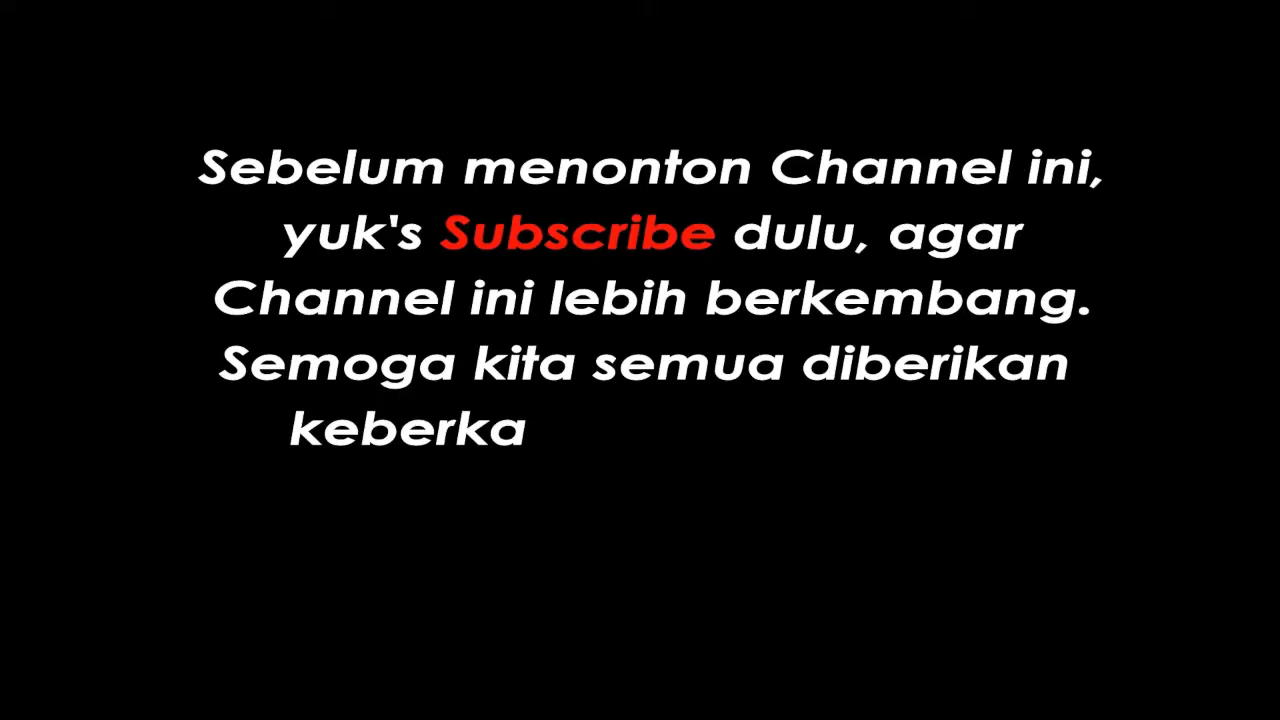 Sebelum menonton Channel ini,
yuk's Subscribe dulu, agar
Channel ini lebih berkembang.
Semoga kita semua diberikan
keberka